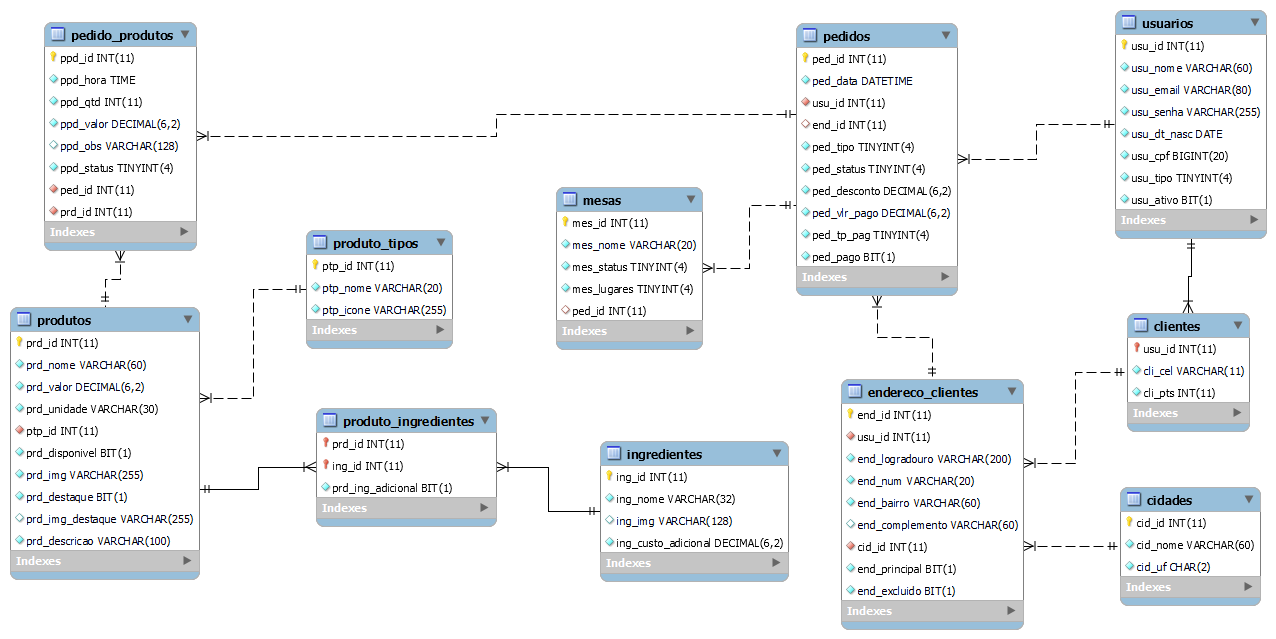 pedido_produtos
ppd_id INT(11)
ppd_hora TIME
ppd_qtd INT(11)
ppd_valor DECIMAL(6,2)
ppd_obs VARCHAR(128)
ppd_status TINYINT(4)
ped_id INT(11)
prd_id INT(11)
Indexes
pedidos
ped_id INT(11)
ped_data DATETIME
usu_id INT(11)
end_id INT(11)
ped_tipo TINYINT(4)
ped_status TINYINT(4)
ped_desconto DECIMAL(6,2)
ped_vlr_pago DECIMAL(6,2)
ped_tp_pag TINYINT(4)
ped_pago BIT(1)
Indexes
usuarios
usu_id INT(11)
usu_nome VARCHAR(60)
usu_email VARCHAR(80)
usu_senha VARCHAR(255)
usu_dt_nasc DATE
usu_cpf BIGINT(20)
usu_tipo TINYINT(4)
usu_ativo BIT(1)
Indexes
mesas
mes_id INT(11)
mes_nome VARCHAR(20)
mes_status TINYINT(4)
mes_lugares TINYINT(4)
ped_id INT(11)
Indexes
produto_tipos
ptp_id INT(11)
ptp_nome VARCHAR(20)
ptp_icone VARCHAR(255)
Indexes
produtos
prd_id INT(11)
prd_nome VARCHAR(60)
prd_valor DECIMAL(6,2)
prd_unidade VARCHAR(30)
ptp_id INT(11)
prd_disponivel BIT(1)
prd_img VARCHAR(255)
prd_destaque BIT(1)
prd_img_destaque VARCHAR(255)
prd_descricao VARCHAR(100)
Indexes
clientes
usu_id INT(11)
cli_cel VARCHAR(11)
cli_pts INT(11)
Indexes
endereco_clientes
end_id INT(11)
usu_id INT(11)
end_logradouro VARCHAR(200)
end_num VARCHAR(20)
end_bairro VARCHAR(60)
end_complemento VARCHAR(60)
cid_id INT(11)
end_principal BIT(1)
end_excluido BIT(1)
Indexes
produto_ingredientes
prd_id INT(11)
ing_id INT(11)
prd_ing_adicional BIT(1)
Indexes
ingredientes
ing_id INT(11)
ing_nome VARCHAR(32)
ing_img VARCHAR(128)
ing_custo_adicional DECIMAL(6,2)
Indexes
cidades
cid_id INT(11)
cid_nome VARCHAR(60)
cid_uf CHAR(2)
Indexes